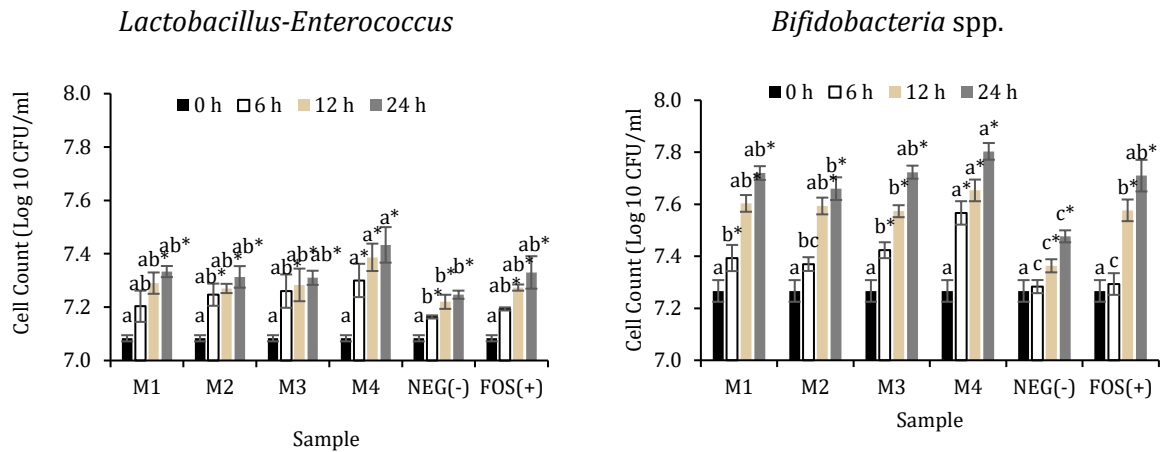 Lactobacillus-Enterococcus
Cell Count (Log 10 CFU/ml
8.0
7.8
7.6
7.4
7.2
7.0
0 h 6 h 12 h 24 h
a ab ab* ab*
a ab* ab* ab*
a ab* ab* ab*
a a* a* a*
a b* b* b*
a ab* ab* ab*
M1 M2 M3 M4 NEG(-) FOS(+)
Sample
Bifidobacteria spp.
Cell Count (Log 10 CFU/ml
8.0
7.8
7.6
7.4
7.2
7.0
0 h 6 h 12 h 24 h
a b* ab* ab*
a bc ab* b*
a b* b* ab*
a a* ab* a*
a c c* c*
a c b* ab*
M1 M2 M3 M4 NEG(-) FOS(+)
Sample